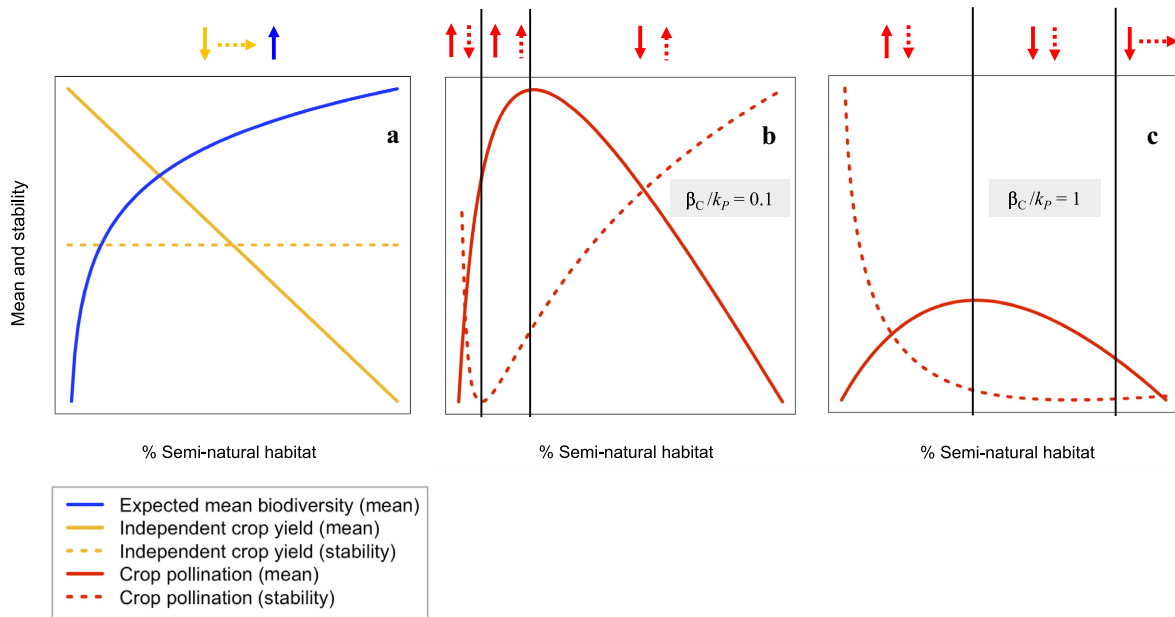 a
b
c
β_C/k_P = 0.1
β_C/k_P = 1
Mean and stability
% Semi-natural habitat
% Semi-natural habitat
% Semi-natural habitat
Expected mean biodiversity (mean)
Independent crop yield (mean)
Independent crop yield (stability)
Crop pollination (mean)
Crop pollination (stability)